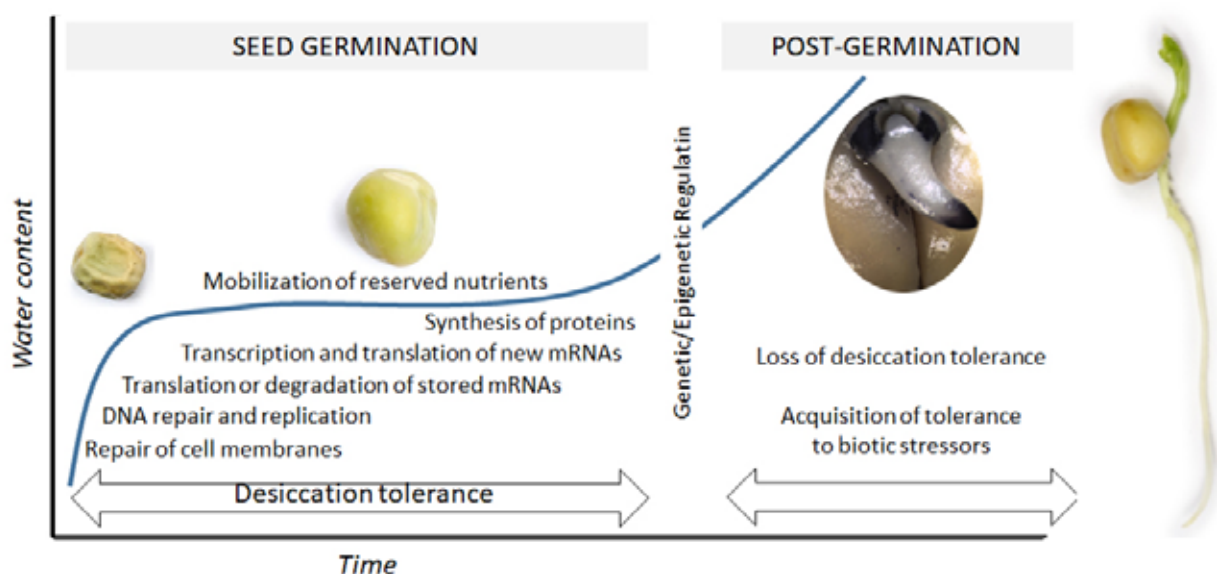 SEED GERMINATION
POST-GERMINATION
Water content
Mobilization of reserved nutrients
Synthesis of proteins
Transcription and translation of new mRNAs
Translation or degradation of stored mRNAs
DNA repair and replication
Repair of cell membranes
Desiccation tolerance
Genetic/Epigenetic Regulatin
Loss of desiccation tolerance
Acquisition of tolerance
to biotic stressors
Time